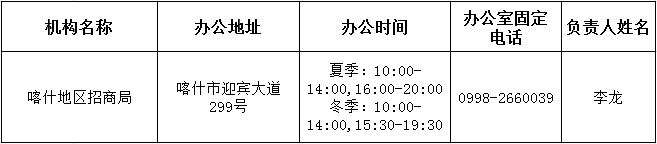 机构名称
办公地址
办公时间
办公室固定
电话
负责人姓名
喀什地区招商局
喀什市迎宾大道
299号
夏季：10:00-
14:00,16:00-20:00
冬季：10:00-
14:00,15:30-19:30
0998-2660039
李龙